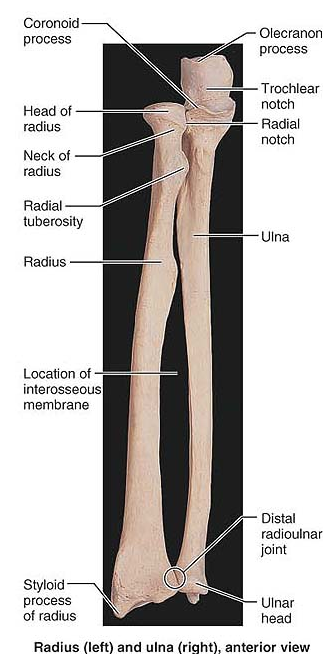 Coronoid
process
Olecranon
process
Trochlear
notch
Head of
radius
Radial
notch
Neck of
radius
Radial
tuberosity
Ulna
Radius
Location of
interosseous
membrane
Distal
radioulnar
joint
Styloid
process
of radius
Ulnar
head
Radius (left) and ulna (right), anterior view